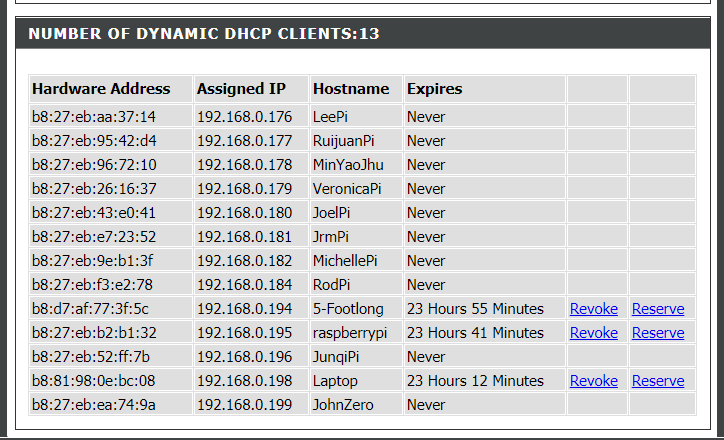 NUMBER OF DYNAMIC DHCP CLIENTS:13
Hardware Address Assigned IP Hostname Expires
b8:27:eb:aa:37:14 192.168.0.176 LeePi Never
b8:27:eb:95:42:d4 192.168.0.177 RuijuanPi Never
b8:27:eb:96:72:10 192.168.0.178 MinYaoJhu Never
b8:27:eb:26:16:37 192.168.0.179 VeronicaPi Never
b8:27:eb:43:e0:41 192.168.0.180 JoelPi Never
b8:27:eb:e7:23:52 192.168.0.181 JrmPi Never
b8:27:eb:9e:b1:3f 192.168.0.182 MichellePi Never
b8:27:eb:f3:e2:78 192.168.0.184 RodPi Never
b8:d7:af:77:3f:5c 192.168.0.194 5-Footlong 23 Hours 55 Minutes Revoke Reserve
b8:27:eb:b2:b1:32 192.168.0.195 raspberrypi 23 Hours 41 Minutes Revoke Reserve
b8:27:eb:52:ff:7b 192.168.0.196 JunqiPi Never
b8:81:98:0e:bc:08 192.168.0.198 Laptop 23 Hours 12 Minutes Revoke Reserve
b8:27:eb:ea:74:9a 192.168.0.199 JohnZero Never